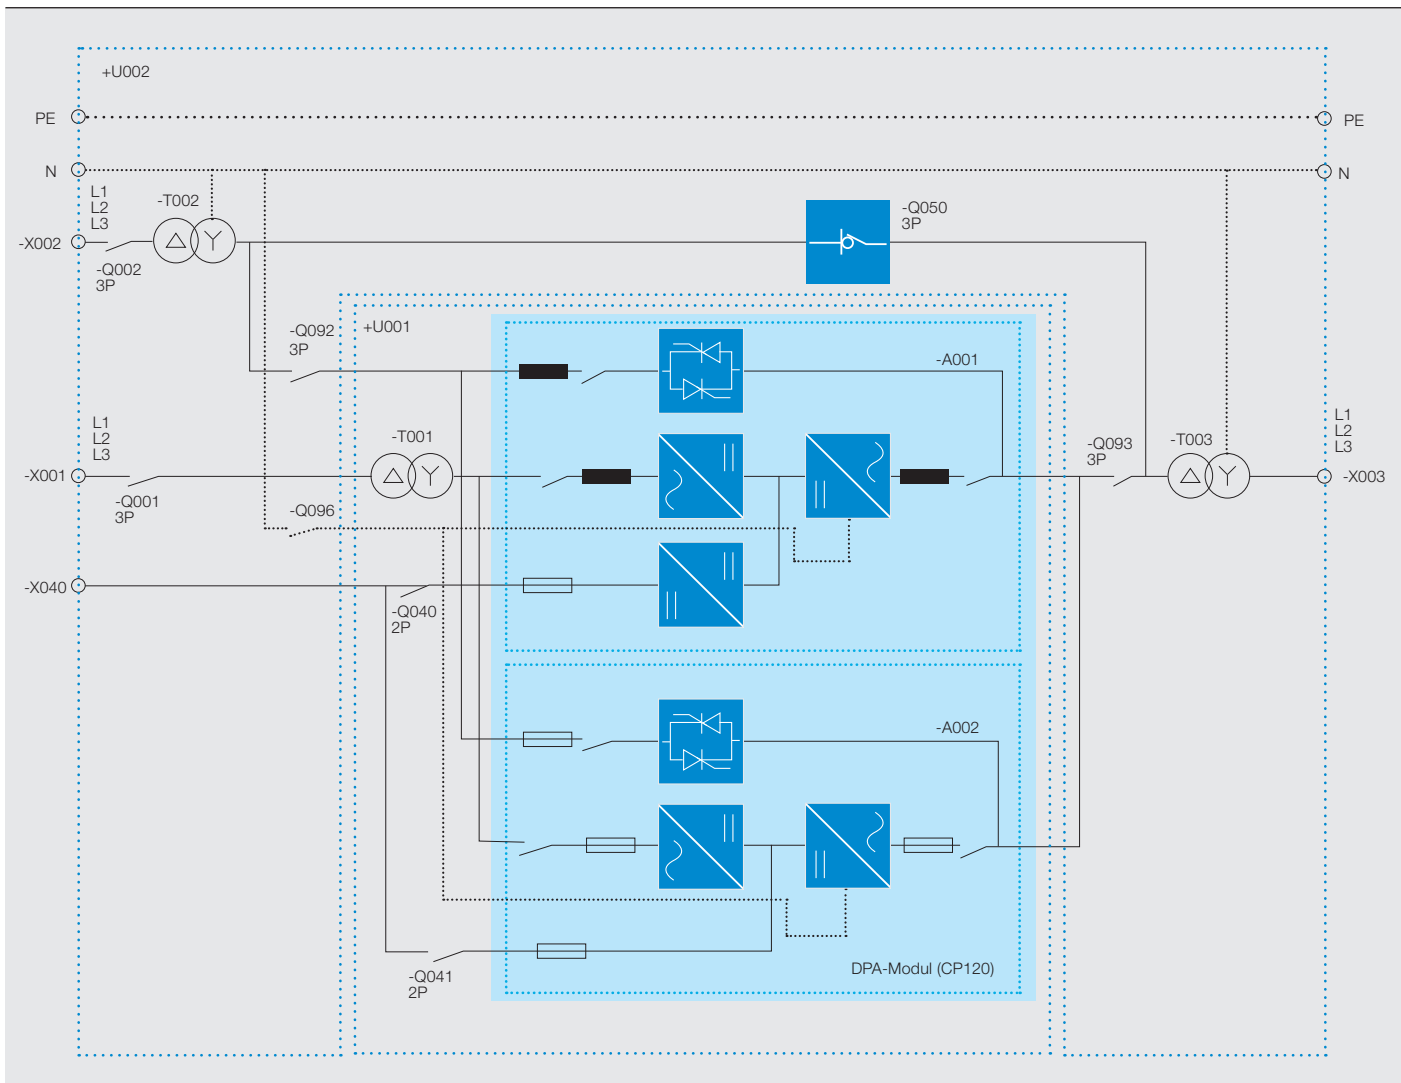 +U002
PE
PE
N
N
L1
L2
L3
-T002
-Q050
3P
-X002
-Q002
3P
+U001
-Q092
3P
-A001
L1
L2
L3
-T001
-Q093
3P
-T003
L1
L2
L3
-X001
-X003
-Q001
3P
-Q096
-X040
-Q040
2P
-A002
-Q041
2P
DPA-Modul (CP120)